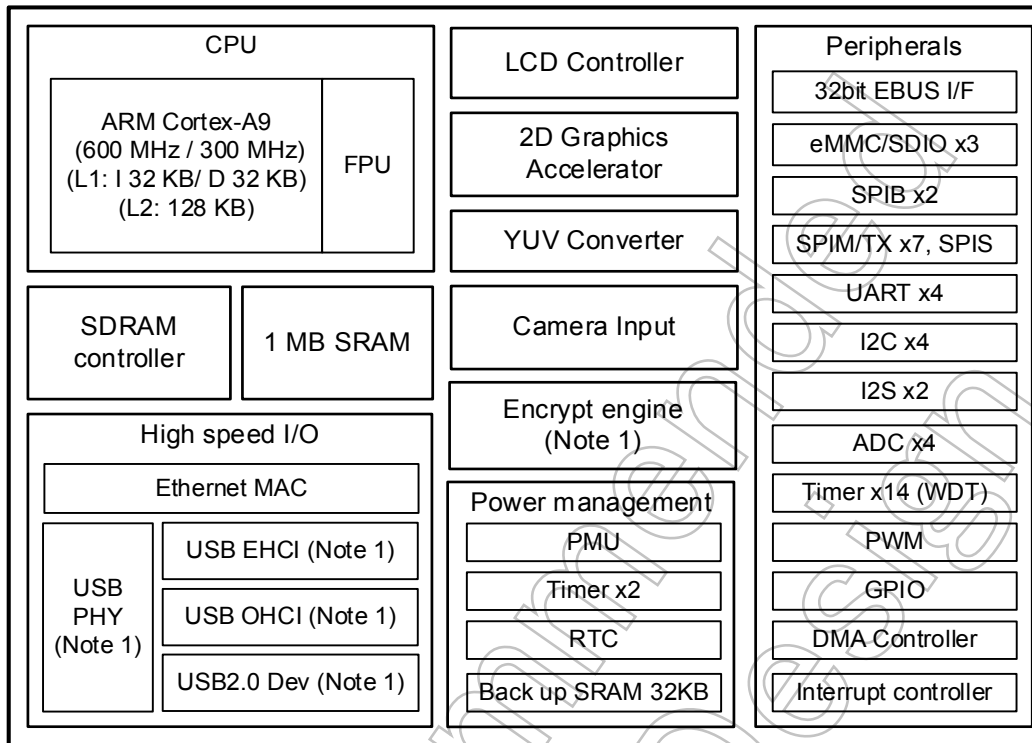 CPU
ARM Cortex-A9
(600 MHz / 300 MHz)
(L1: I 32 KB/ D 32 KB)
(L2: 128 KB)
FPU
SDRAM
controller
1 MB SRAM
High speed I/O
Ethernet MAC
USB
PHY
(Note 1)
USB EHCI (Note 1)
USB OHCI (Note 1)
USB2.0 Dev (Note 1)
LCD Controller
2D Graphics
Accelerator
YUV Converter
Camera Input
Encrypt engine
(Note 1)
Power management
PMU
Timer x2
RTC
Back up SRAM 32KB
Peripherals
32bit EBUS I/F
eMMC/SDIO x3
SPIB x2
SPIM/TX x7, SPIS
UART x4
I2C x4
I2S x2
ADC x4
Timer x14 (WDT)
PWM
GPIO
DMA Controller
Interrupt controller